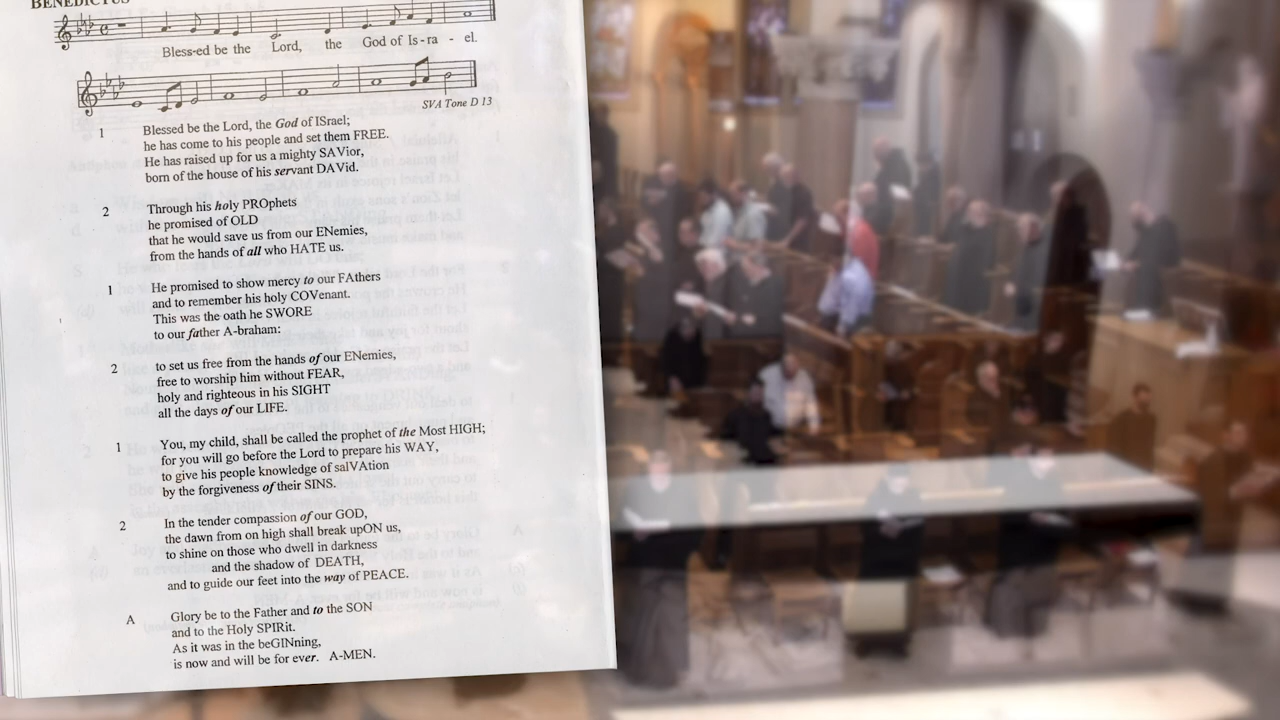 BENEDICTUS
Bless-ed be the Lord, the God of Is-ra - el.
SVA Tone D 13
1 Blessed be the Lord, the God of ISrael;
he has come to his people and set them FREE.
He has raised up for us a mighty SAVior,
born of the house of his servant DAVid.
2 Through his holy PROphets
he promised of OLD
that he would save us from our ENemies,
from the hands of all who HATE us.
1 He promised to show mercy to our FAthers
and to remember his holy COVenant.
This was the oath he SWORE
to our father A-braham:
2 to set us free from the hands of our ENemies,
free to worship him without FEAR,
holy and righteous in his SIGHT
all the days of our LIFE.
1 You, my child, shall be called the prophet of the Most HIGH;
for you will go before the Lord to prepare his WAY,
to give his people knowledge of salVAtion
by the forgiveness of their SINS.
2 In the tender compassion of our GOD,
the dawn from on high shall break upON us,
to shine on those who dwell in darkness
and the shadow of DEATH,
and to guide our feet into the way of PEACE.
A Glory be to the Father and to the SON
and to the Holy SPIRit.
As it was in the beGINning,
is now and will be for ever. A-MEN.